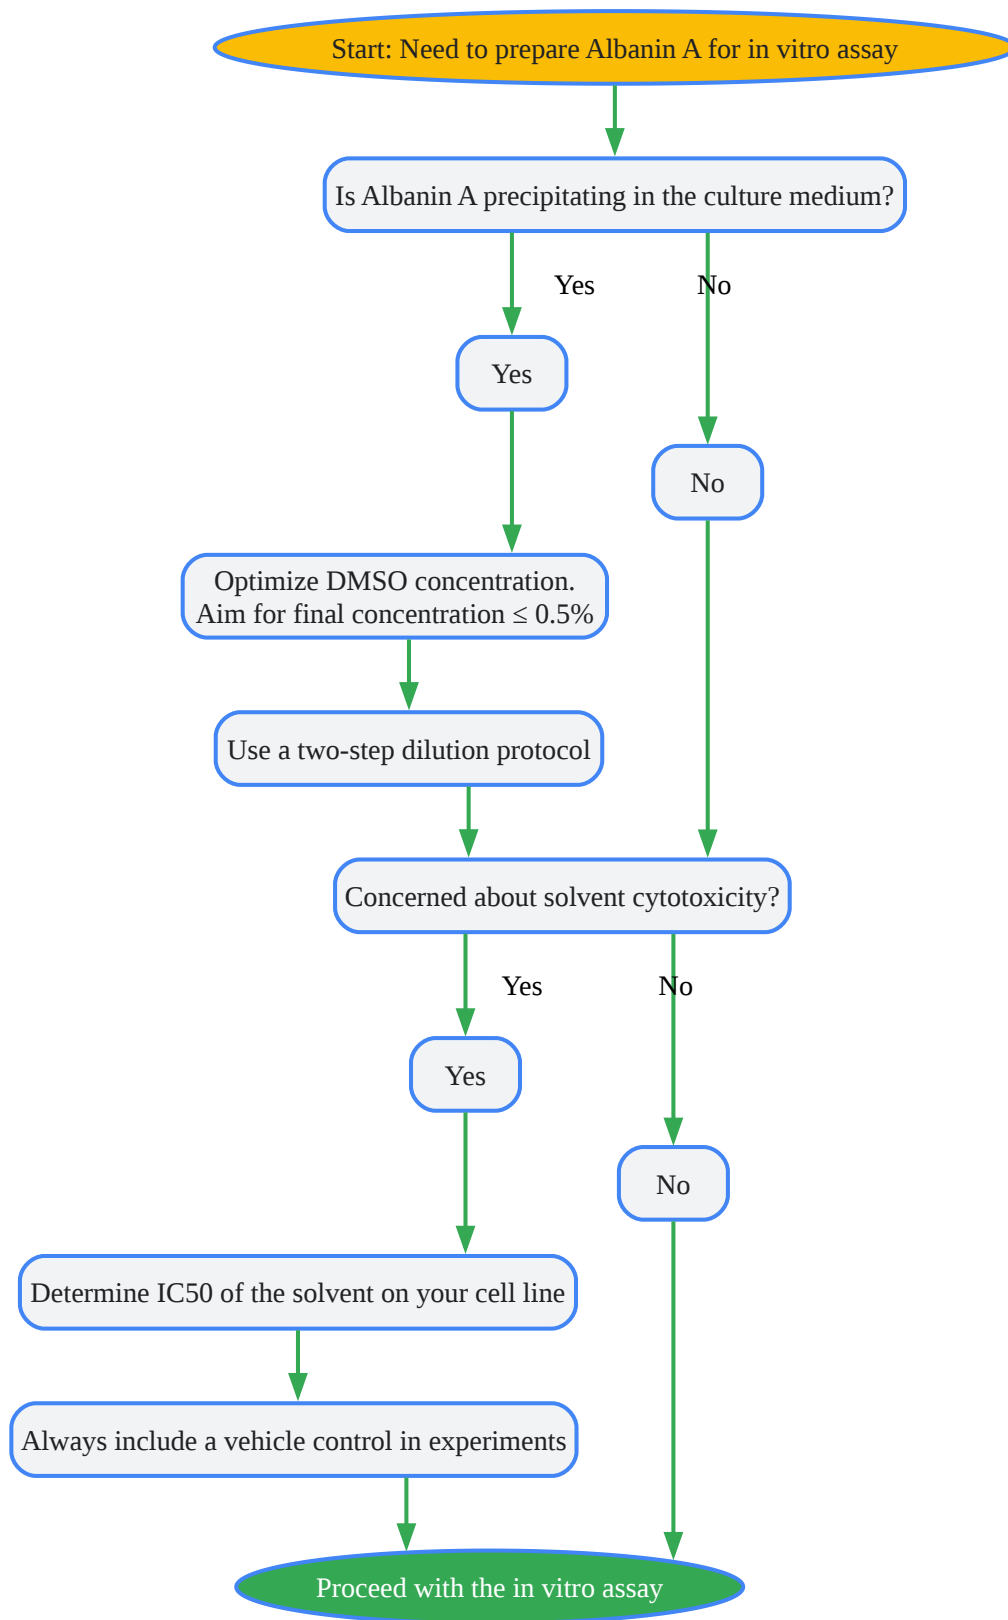 Start: Need to prepare Albanin A for in vitro assay
Is Albanin A precipitating in the culture medium?
Yes
No
Yes
No
Optimize DMSO concentration.
Aim for final concentration ≤ 0.5%
Use a two-step dilution protocol
Concerned about solvent cytotoxicity?
Yes
No
Yes
No
Determine IC50 of the solvent on your cell line
Always include a vehicle control in experiments
Proceed with the in vitro assay